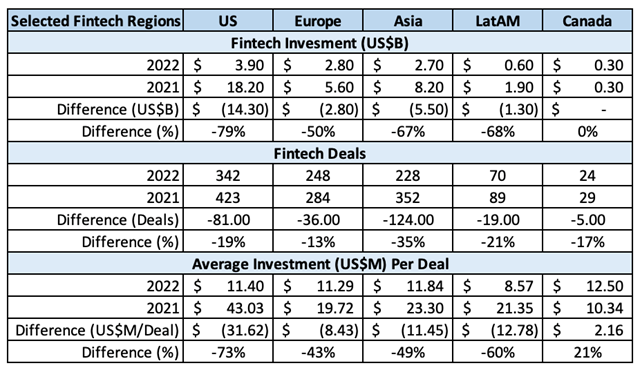 Selected Fintech Regions US Europe Asia LatAM Canada
Fintech Invesment (US$B)
2022 $ 3.90 $ 2.80 $ 2.70 $ 0.60 $ 0.30
2021 $ 18.20 $ 5.60 $ 8.20 $ 1.90 $ 0.30
Difference (US$B) $ (14.30) $ (2.80) $ (5.50) $ (1.30) $ -
Difference (%) -79% -50% -67% -68% 0%
Fintech Deals
2022 342 248 228 70 24
2021 423 284 352 89 29
Difference (Deals) -81.00 -36.00 -124.00 -19.00 -5.00
Difference (%) -19% -13% -35% -21% -17%
Average Investment (US$M) Per Deal
2022 $ 11.40 $ 11.29 $ 11.84 $ 8.57 $ 12.50
2021 $ 43.03 $ 19.72 $ 23.30 $ 21.35 $ 10.34
Difference (US$M/Deal) $ (31.62) $ (8.43) $ (11.45) $ (12.78) $ 2.16
Difference (%) -73% -43% -49% -60% 21%